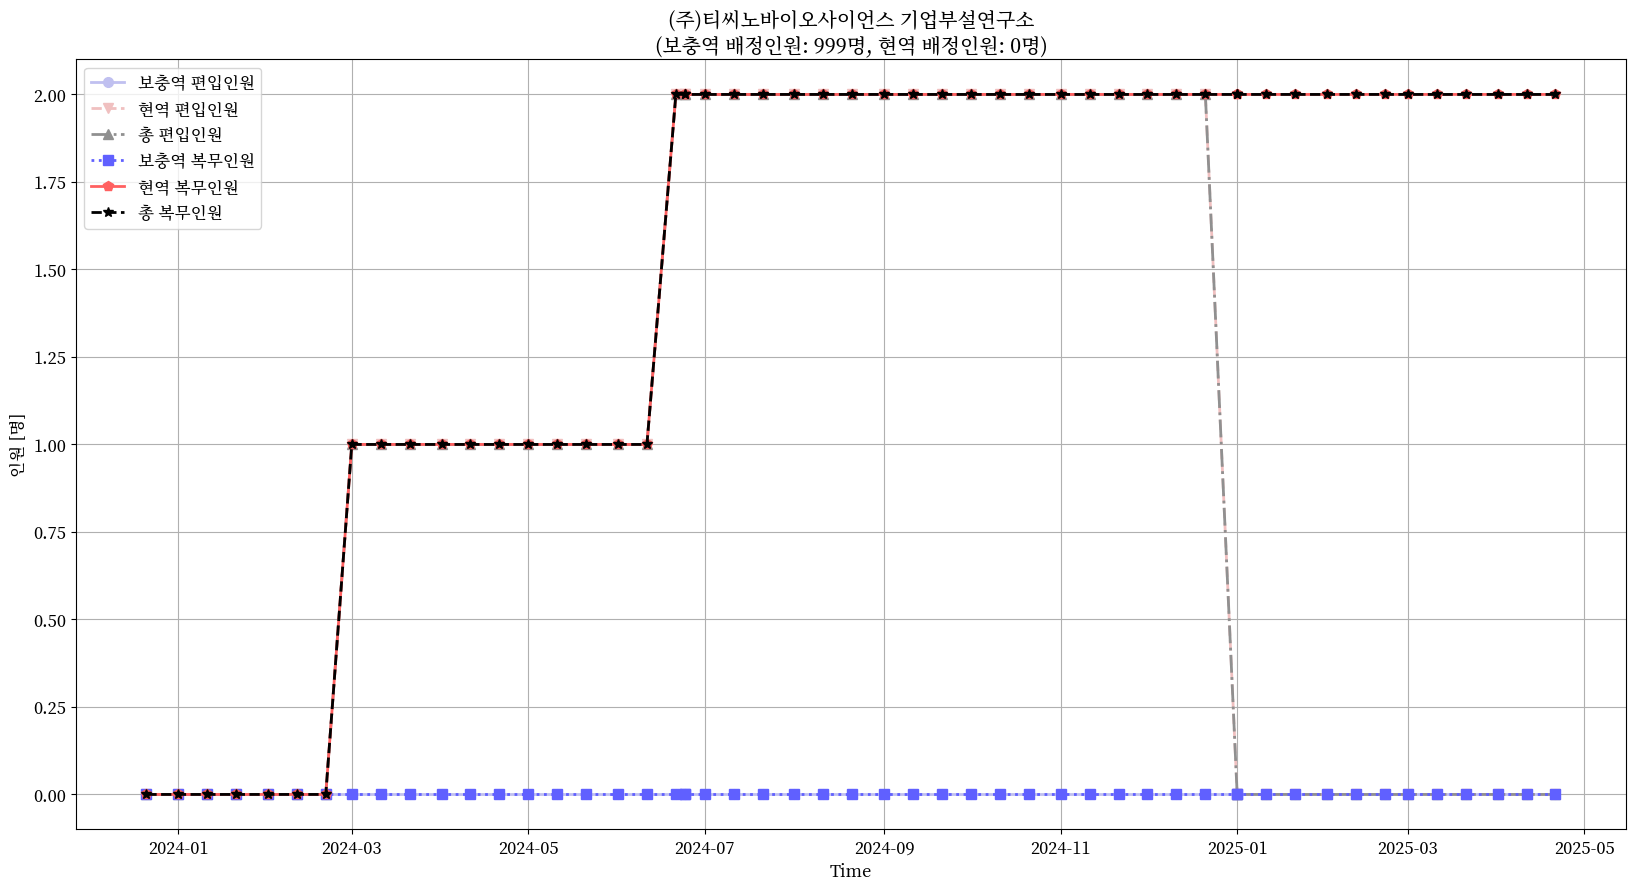 (주)티씨노바이오사이언스 기업부설연구소
(보충역 배정인원: 999명, 현역 배정인원: 0명)
보충역 편입인원
현역 편입인원
총 편입인원
보충역 복무인원
현역 복무인원
총 복무인원
인원 [명]
2.00
1.75
1.50
1.25
1.00
0.75
0.50
0.25
0.00
2024-01
2024-03
2024-05
2024-07
2024-09
2024-11
2025-01
2025-03
2025-05
Time